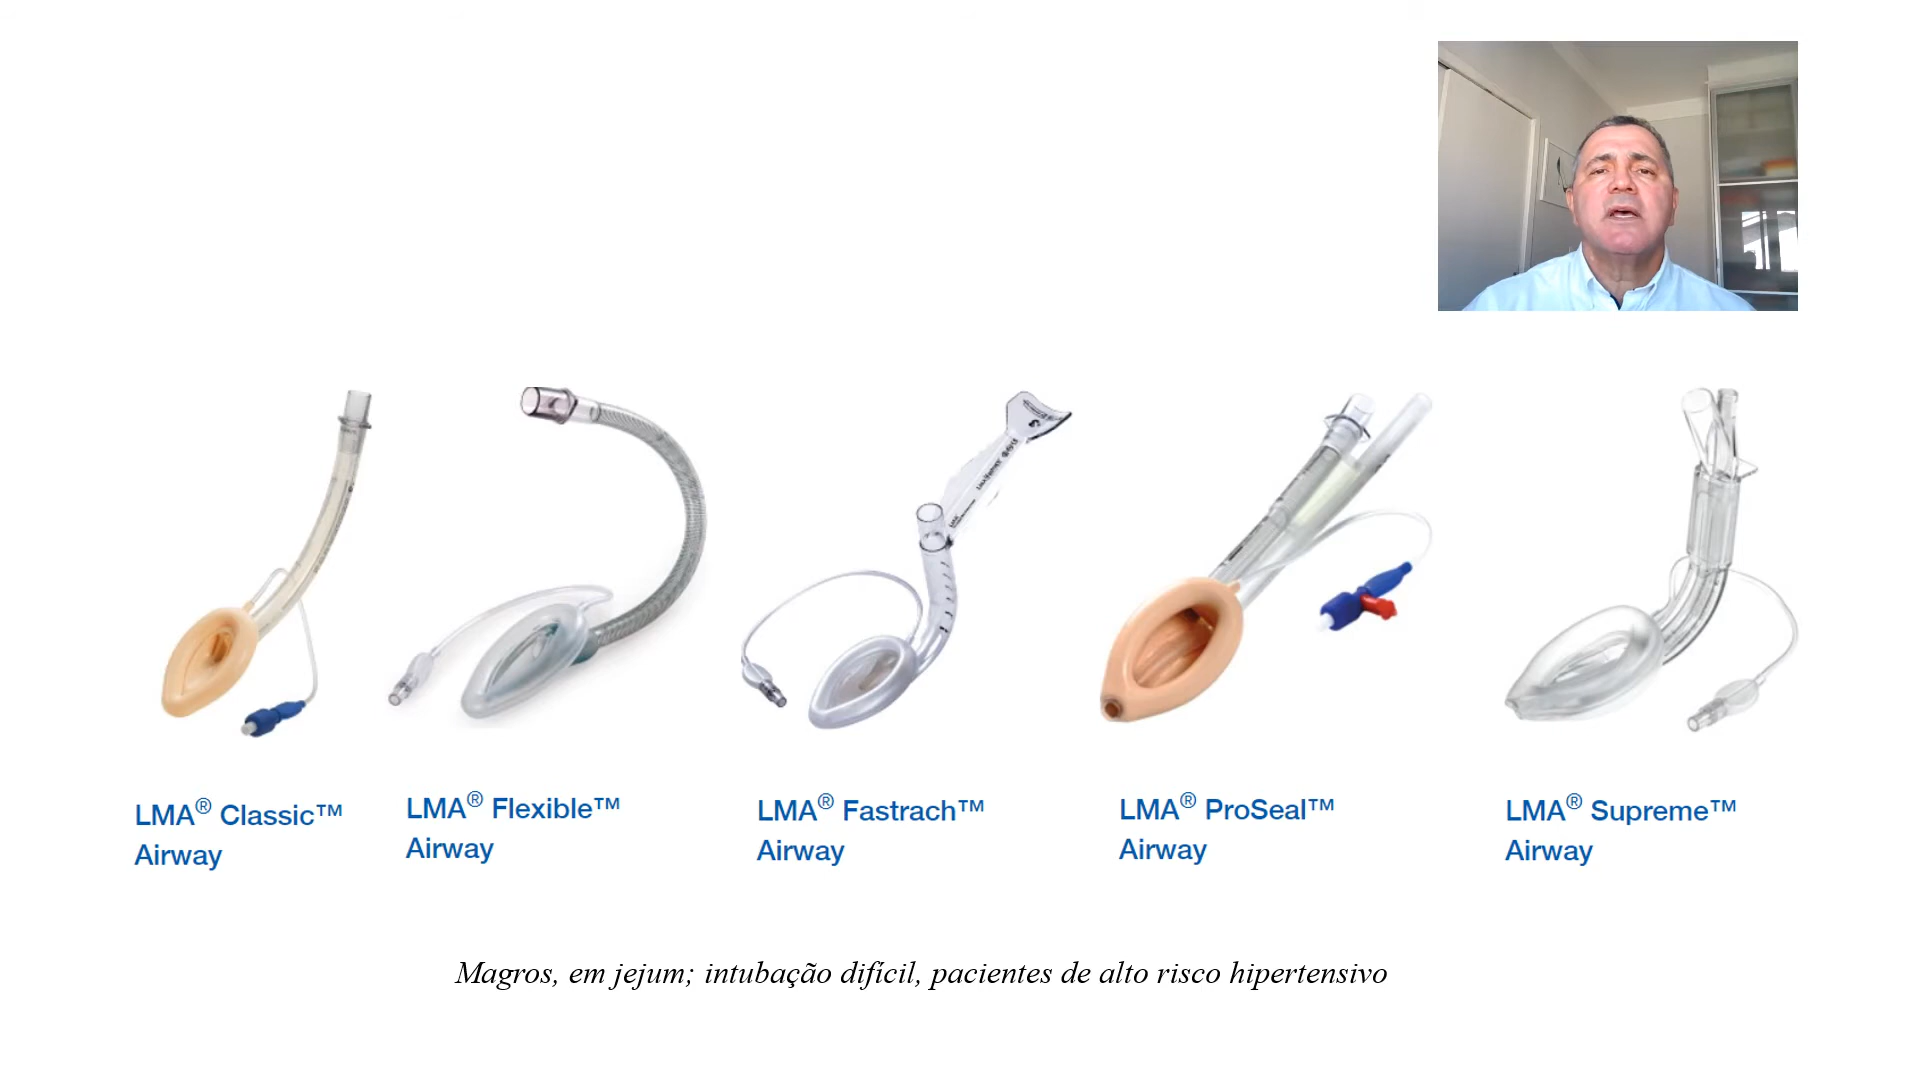 LMA® Classic™
Airway
LMA® Flexible™
Airway
LMA® Fastrach™
Airway
LMA® ProSeal™
Airway
LMA® Supreme™
Airway
Magros, em jejum; intubação difícil, pacientes de alto risco hipertensivo